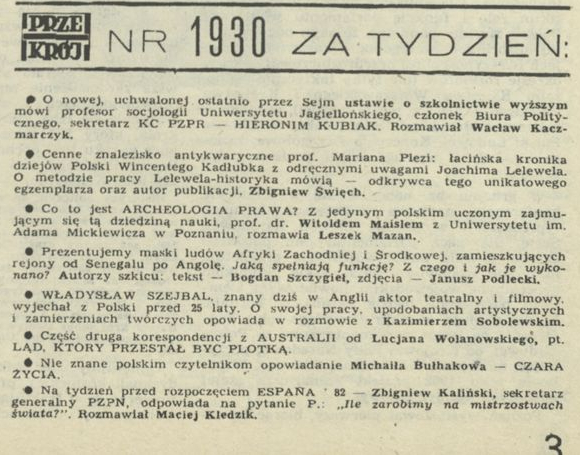 PRZE
KRÓJ NR 1930 ZA TYDZIEŃ:
● O nowej, uchwalonej ostatnio przez Sejm ustawie o szkolnictwie wyższym
mówi profesor socjologii Uniwersytetu Jagiellońskiego, członek Biura Polity-
cznego, sekretarz KC PZPR — HIERONIM KUBIAK. Rozmawiał Wacław Kacz-
marczyk.
● Cenne znalezisko antykwaryczne prof. Mariana Plezi: łacińska kronika
dziejów Polski Wincentego Kadłubka z odręcznymi uwagami Joachima Lelewela.
O metodzie pracy Lelewela-historyka mówią — odkrywca tego unikatowego
egzemplarza oraz autor publikacji, Zbigniew Święch.
● Co to jest ARCHEOLOGIA PRAWA? Z jedynym polskim uczonym zajmu-
jącym się tą dziedziną nauki, prof. dr. Witoldem Maislem z Uniwersytetu im.
Adama Mickiewicza w Poznaniu, rozmawia Leszek Mazan.
● Prezentujemy maski ludów Afryki Zachodniej i Środkowej, zamieszkujących
rejony od Senegalu po Angolę. Jaką spełniają funkcję? Z czego i jak je wyko-
nano? Autorzy szkicu: tekst — Bogdan Szczygieł, zdjęcia — Janusz Podlecki.
● WŁADYSŁAW SZEJBAL, znany dziś w Anglii aktor teatralny i filmowy,
wyjechał z Polski przed 25 laty. O swojej pracy, upodobaniach artystycznych
i zamierzeniach twórczych opowiada w rozmowie z Kazimierzem Sobolewskim.
● Część druga korespondencji z AUSTRALII od Lucjana Wolanowskiego, pt.
LĄD, KTÓRY PRZESTAŁ BYĆ PLOTKĄ.
● Nie znane polskim czytelnikom opowiadanie Michaiła Bułhakowa — CZARA
ŻYCIA.
● Na tydzień przed rozpoczęciem ESPAÑA '82 — Zbigniew Kaliński, sekretarz
generalny PZPN, odpowiada na pytanie P.: „Ile zarobimy na mistrzostwach
świata?". Rozmawiał Maciej Kledzik.
3